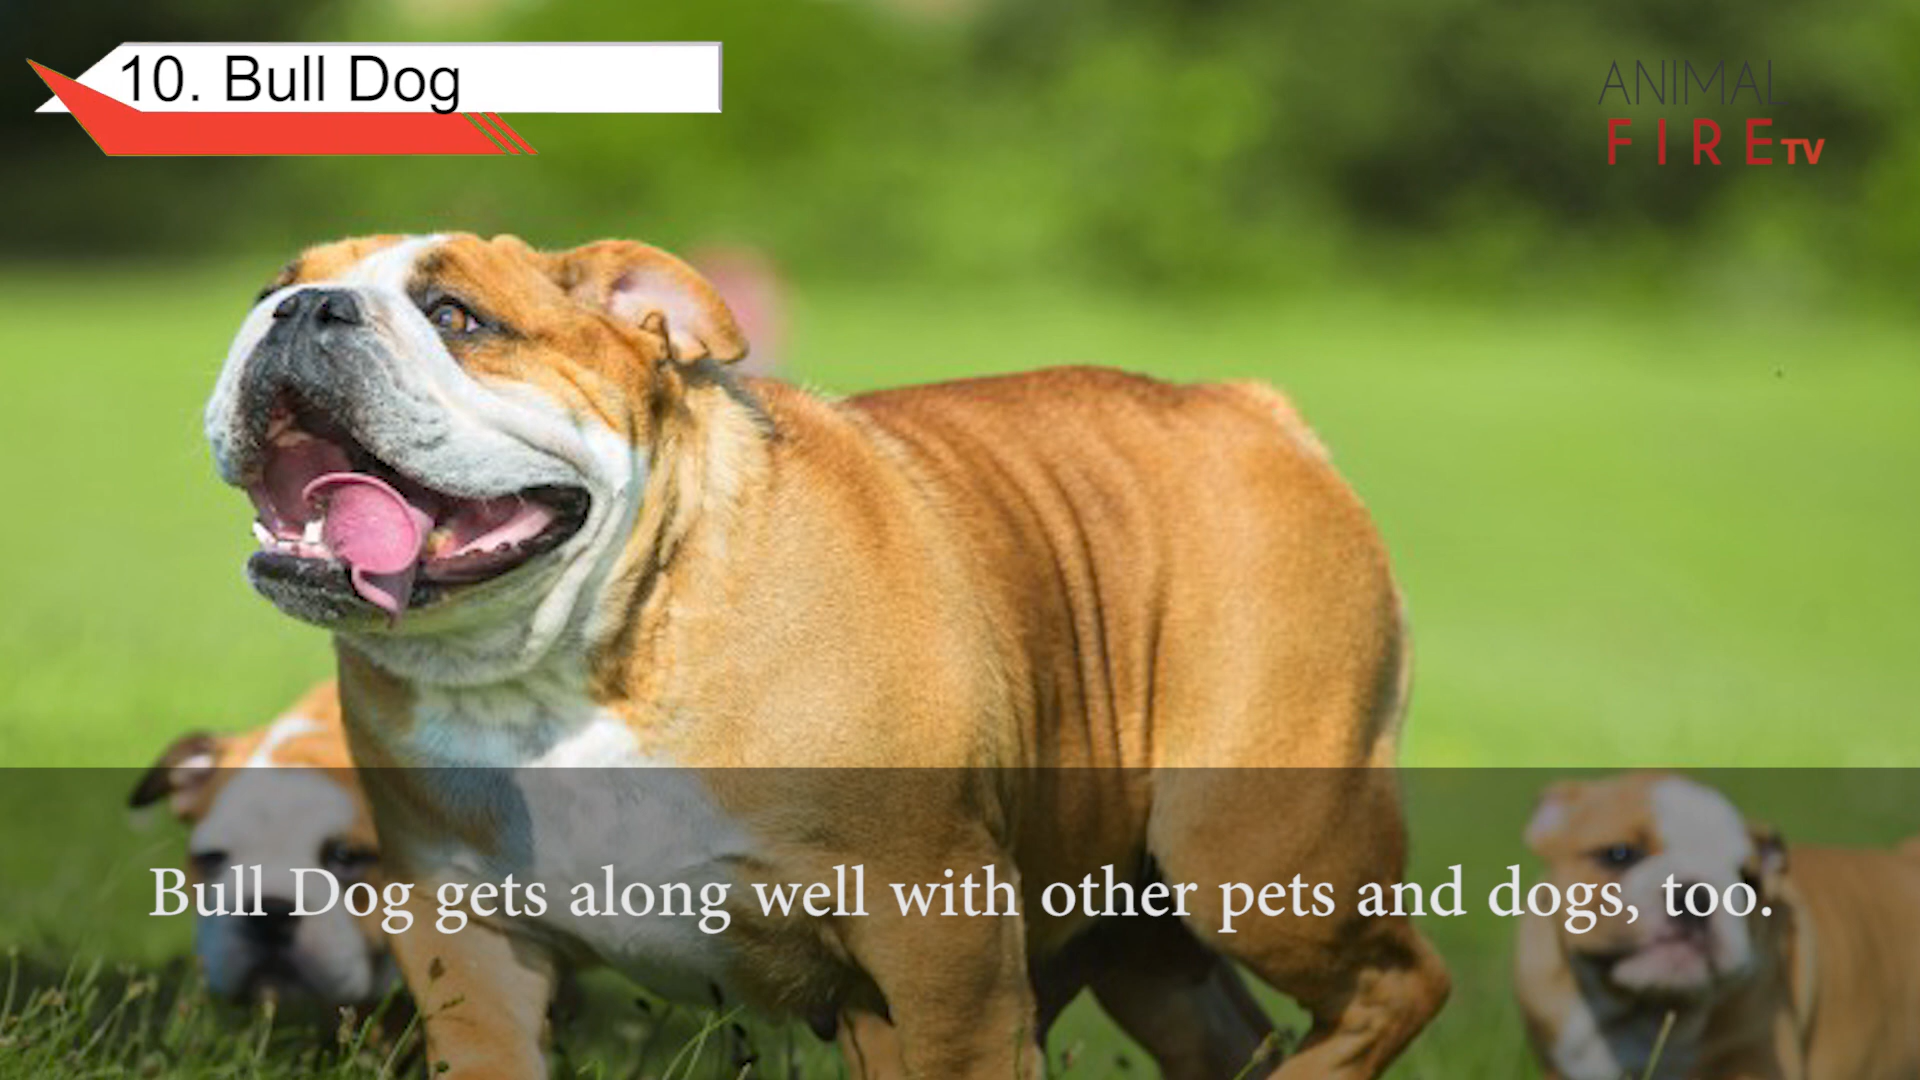 10. Bull Dog
ANIMAL
FIRE TV
Bull Dog gets along well with other pets and dogs, too.